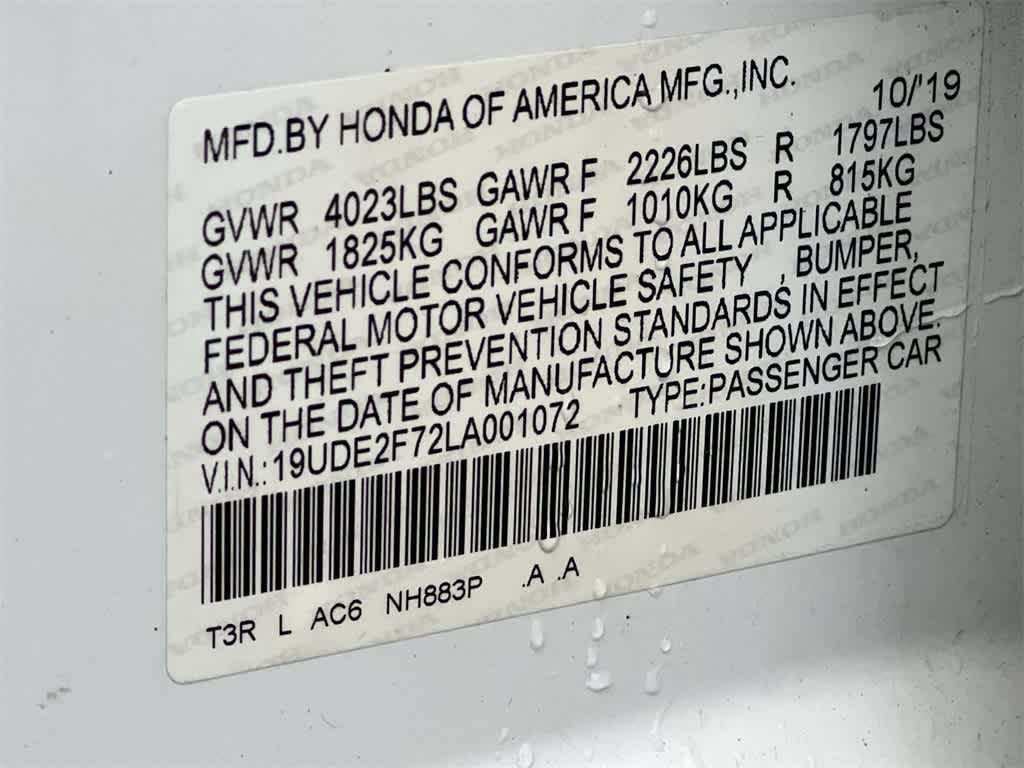 MFD.BY HONDA OF AMERICA MFG.,INC. 10/'19
GVWR 4023LBS GAWR F 2226LBS R 1797LBS
GVWR 1825KG GAWR F 1010KG R 815KG
THIS VEHICLE CONFORMS TO ALL APPLICABLE
FEDERAL MOTOR VEHICLE SAFETY , BUMPER,
AND THEFT PREVENTION STANDARDS IN EFFECT
ON THE DATE OF MANUFACTURE SHOWN ABOVE.
V.I.N.:19UDE2F72LA001072 TYPE:PASSENGER CAR
T3R L AC6 NH883P .A .A